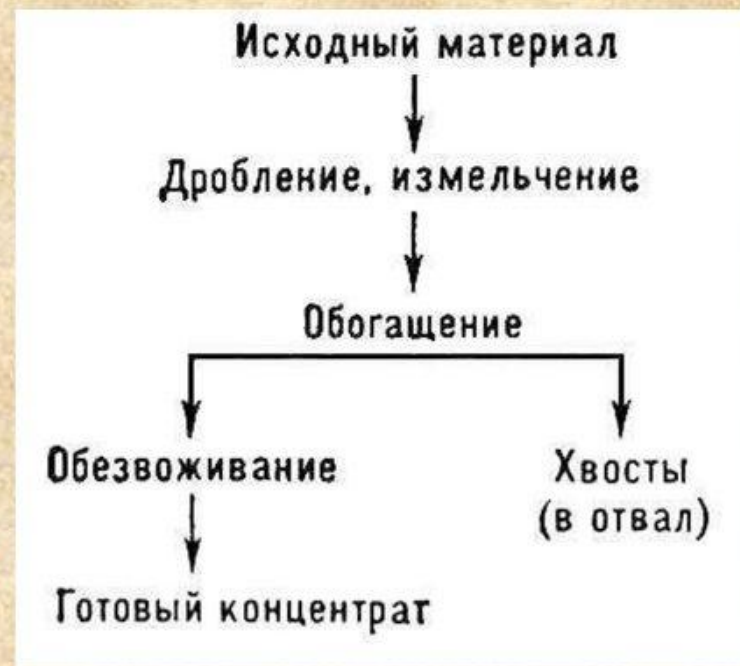 Исходный материал
Дробление, измельчение
Обогащение
Обезвоживание
Хвосты
(в отвал)
Готовый концентрат